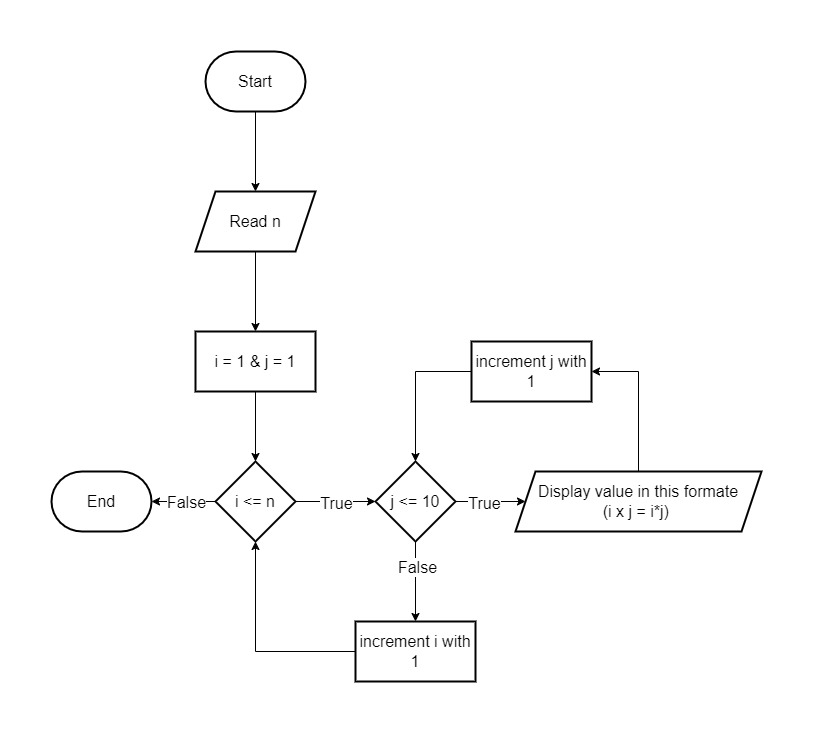 Start
Read n
i = 1 & j = 1
increment j with
1
End
False
i <= n
True
j <= 10
True
Display value in this formate
(i x j = i*j)
False
increment i with
1